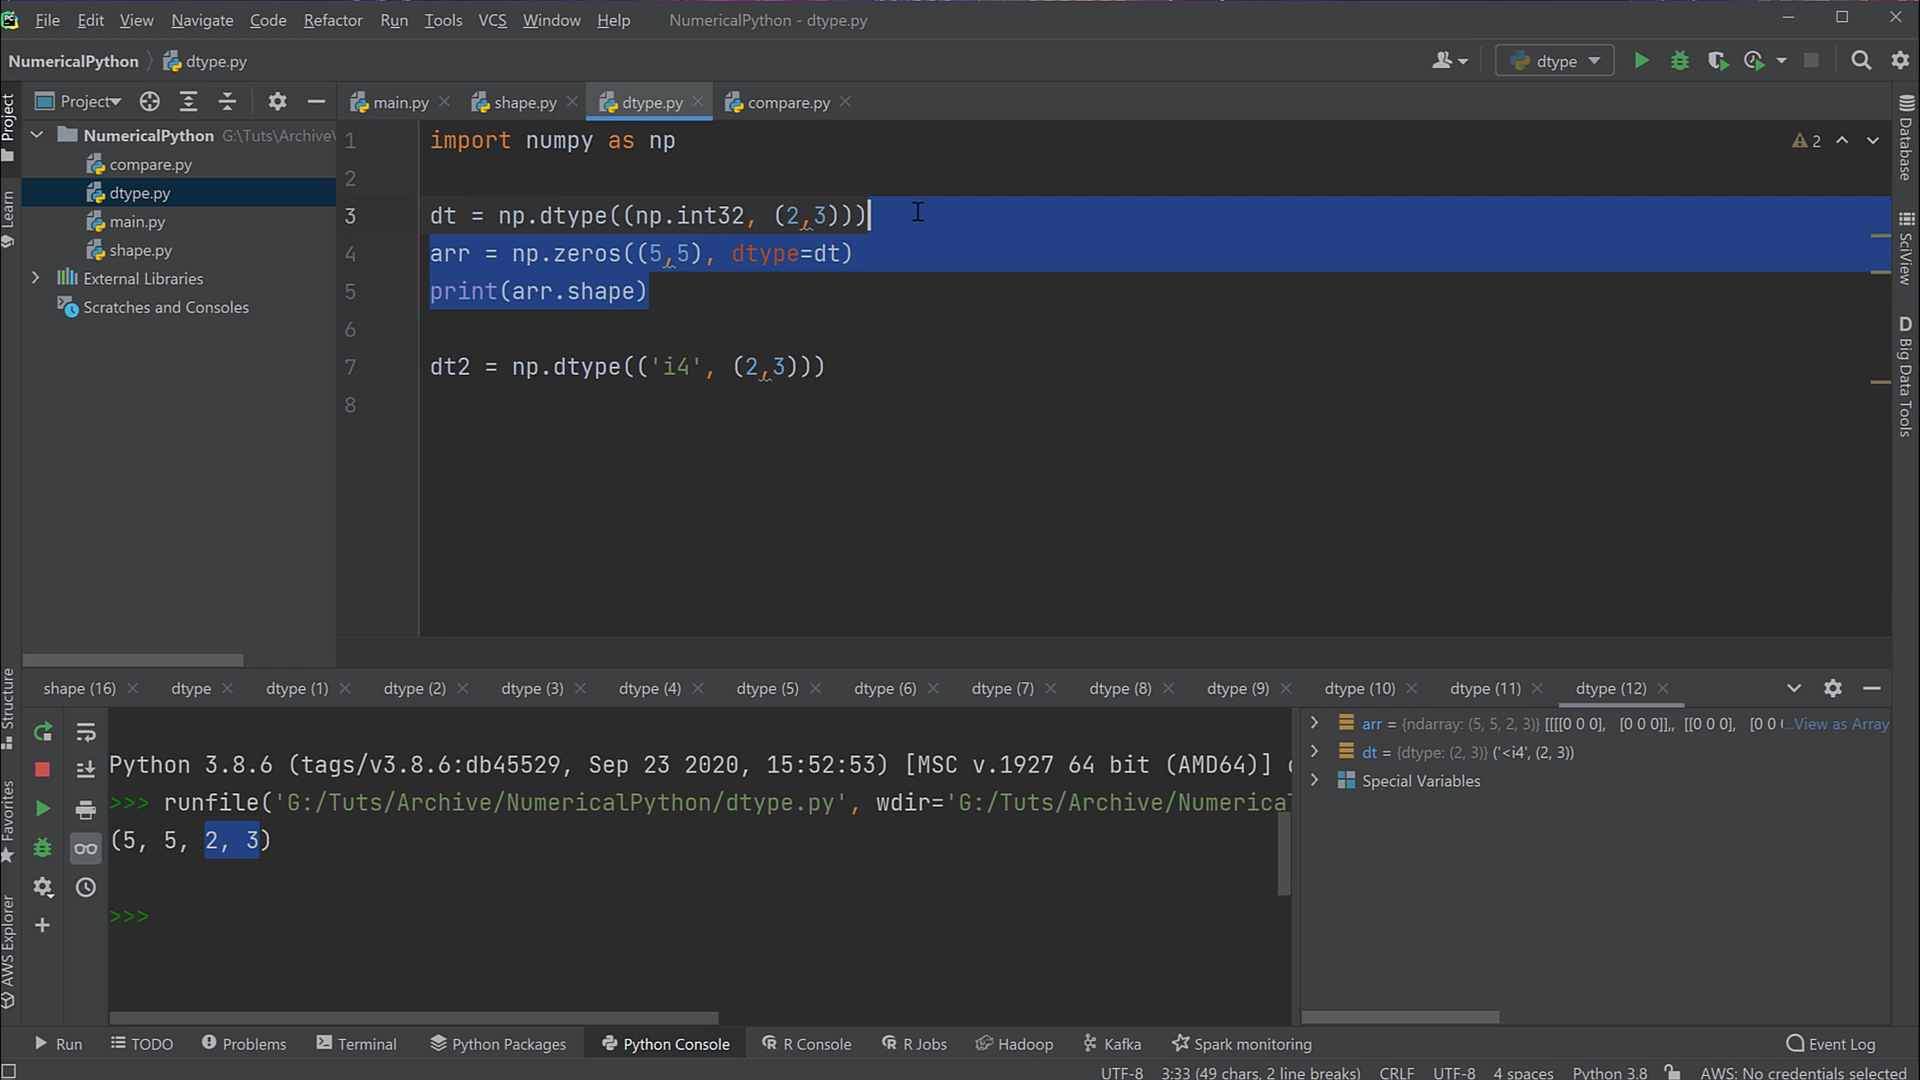 File Edit View Navigate Code Refactor Run Tools VCS Window Help NumericalPython - dtype.py
NumericalPython dtype.py dtype
Project main.py shape.py dtype.py compare.py
NumericalPython G:\Tuts\Archive\
compare.py
dtype.py
main.py
shape.py
External Libraries
Scratches and Consoles
Project
Learn
Structure
Favorites
AWS Explorer
1 import numpy as np
2
3 dt = np.dtype((np.int32, (2,3)))
4 arr = np.zeros((5,5), dtype=dt)
5 print(arr.shape)
6
7 dt2 = np.dtype(('i4', (2,3)))
8
2
Database
SciView
D Big Data Tools
shape (16) dtype dtype (1) dtype (2) dtype (3) dtype (4) dtype (5) dtype (6) dtype (7) dtype (8) dtype (9) dtype (10) dtype (11) dtype (12)
Python 3.8.6 (tags/v3.8.6:db45529, Sep 23 2020, 15:52:53) [MSC v.1927 64 bit (AMD64)]
>>> runfile('G:/Tuts/Archive/NumericalPython/dtype.py', wdir='G:/Tuts/Archive/Numerica
(5, 5, 2, 3)
>>>
arr = {ndarray: (5, 5, 2, 3)} [[[[0 0 0], [0 0 0]],, [[0 0 0], [0 0 ...View as Array
dt = {dtype: (2, 3)} ('<i4', (2, 3))
Special Variables
Run TODO Problems Terminal Python Packages Python Console R Console R Jobs Hadoop Kafka Spark monitoring Event Log
UTF-8 3:33 (49 chars, 2 line breaks) CRLF UTF-8 4 spaces Python 3.8 AWS: No credentials selected